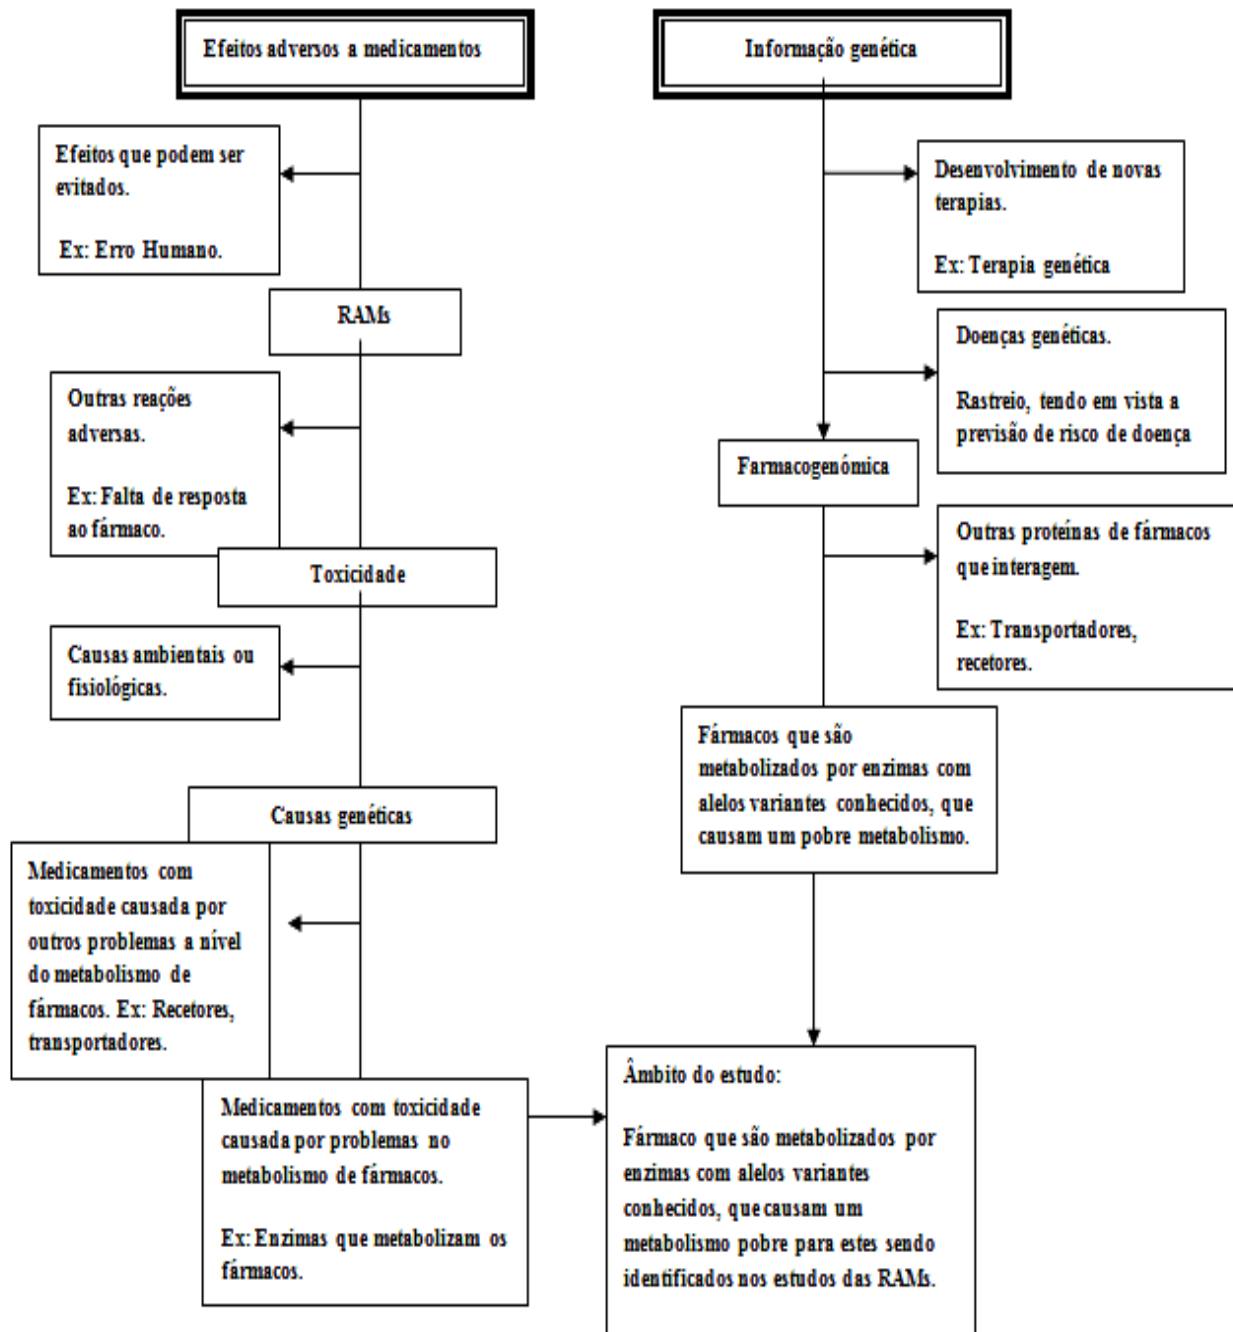 Efeitos adversos a medicamentos
Efeitos que podem ser
evitados.
Ex: Erro Humano.
RAMs
Outras reações
adversas.
Ex: Falta de resposta
ao fármaco.
Toxicidade
Causas ambientais ou
fisiológicas.
Causas genéticas
Medicamentos com
toxicidade causada por
outros problemas a nível
do metabolismo de
fármacos. Ex: Recetores,
transportadores.
Medicamentos com toxicidade
causada por problemas no
metabolismo de fármacos.
Ex: Enzimas que metabolizam os
fármacos.
Informação genética
Desenvolvimento de novas
terapias.
Ex: Terapia genética
Doenças genéticas.
Rastreio, tendo em vista a
previsão de risco de doença
Farmacogenómica
Outras proteínas de fármacos
que interagem.
Ex: Transportadores,
recetores.
Fármacos que são
metabolizados por enzimas com
alelos variantes conhecidos, que
causam um pobre metabolismo.
Âmbito do estudo:
Fármaco que são metabolizados por
enzimas com alelos variantes
conhecidos, que causam um
metabolismo pobre para estes sendo
identificados nos estudos das RAMs.